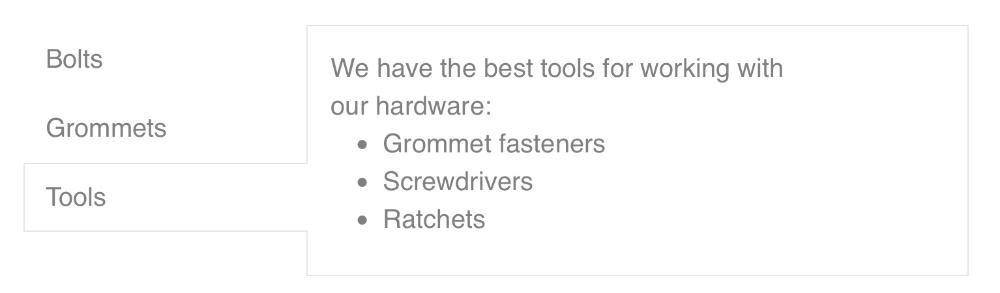 Bolts
Grommets
Tools
We have the best tools for working with
our hardware:
• Grommet fasteners
• Screwdrivers
• Ratchets